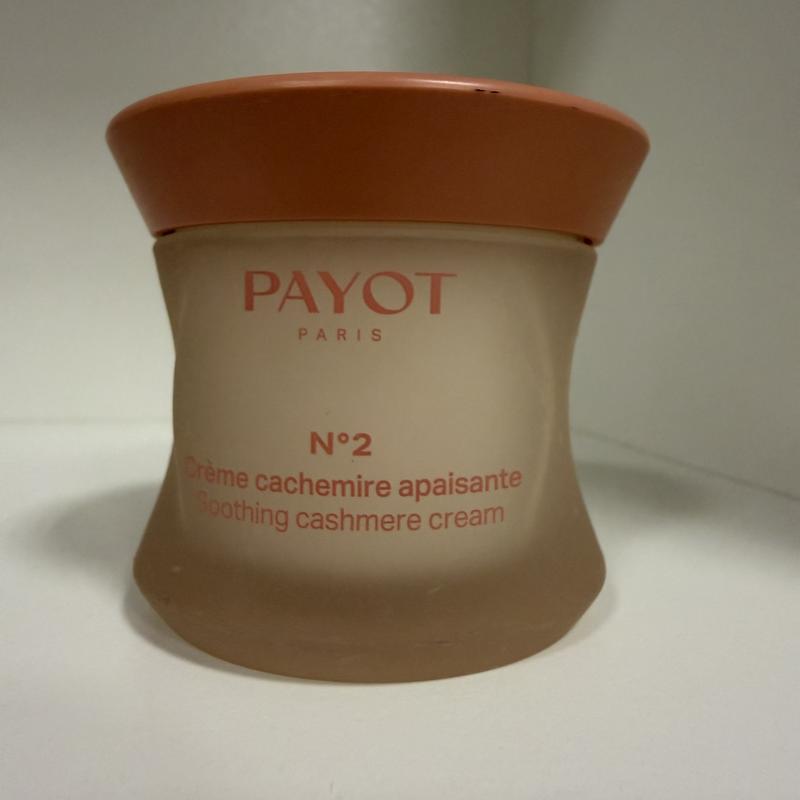 PAYOT
PARIS
N°2
Crème cachemire apaisante
Soothing cashmere cream